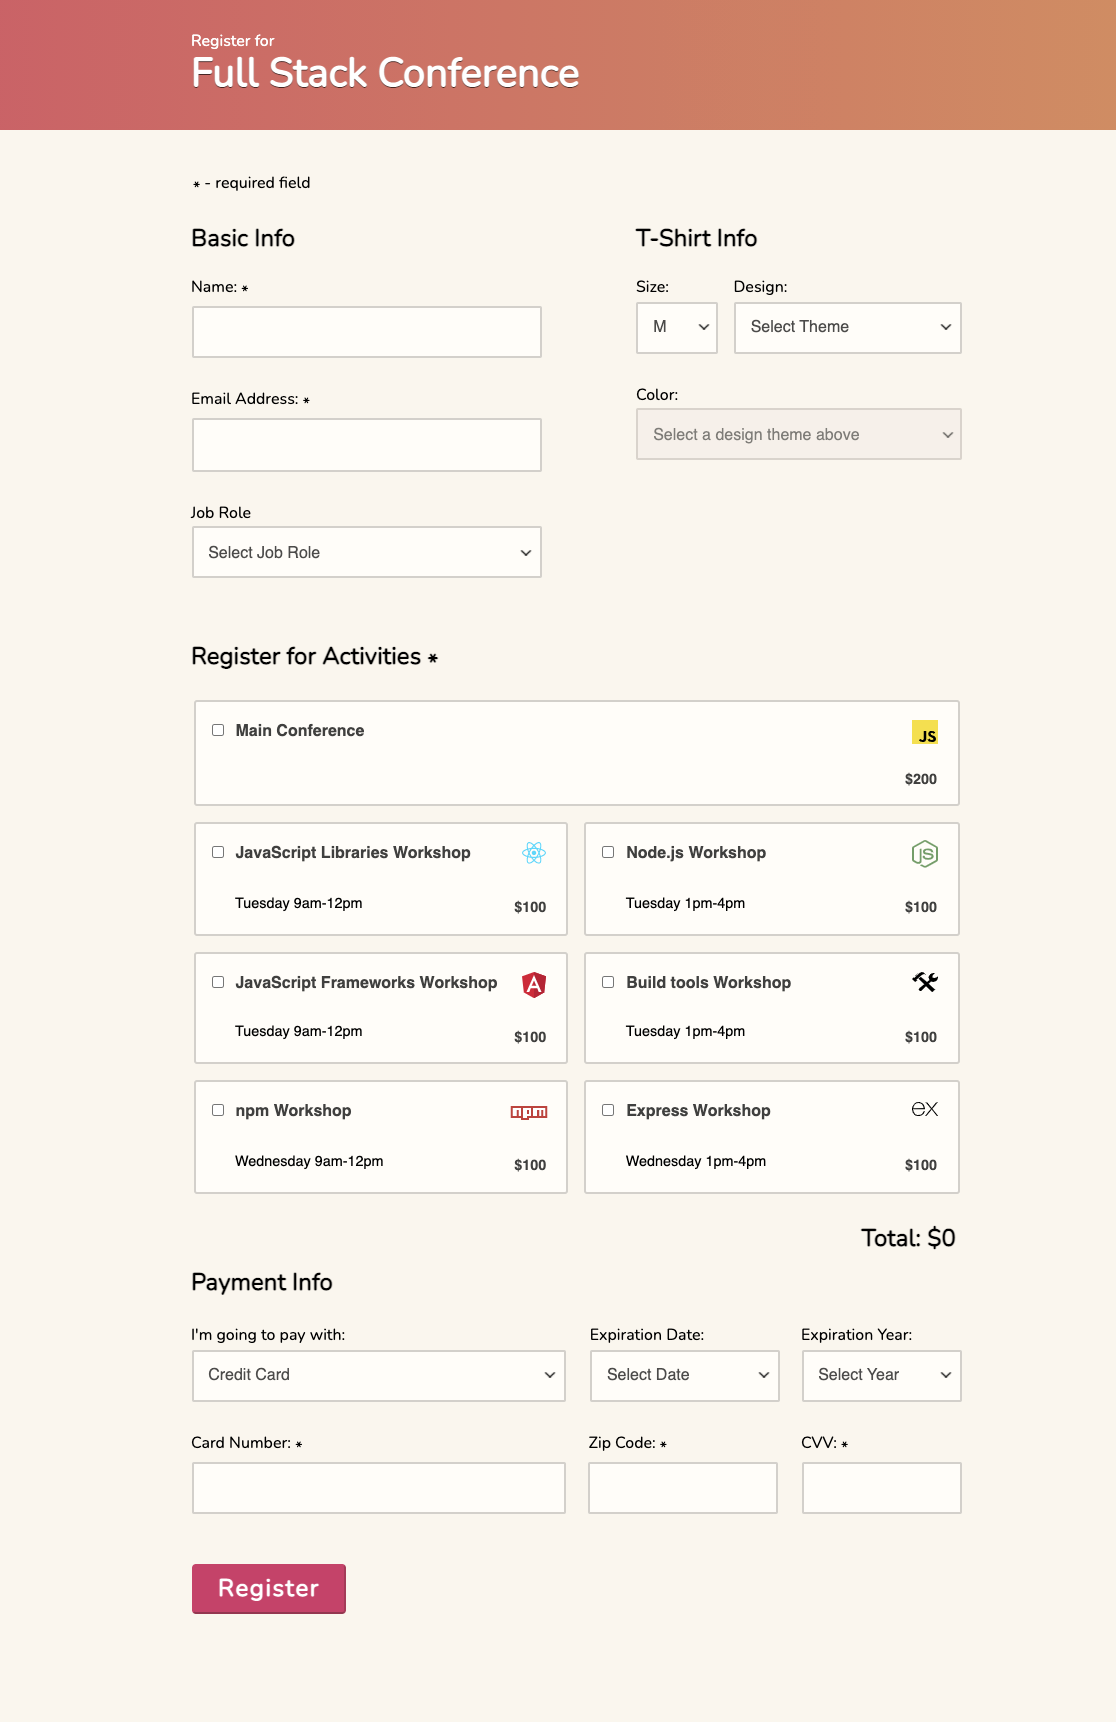 Register for
Full Stack Conference
* - required field
Basic Info
Name: *
Email Address: *
Job Role
Select Job Role
T-Shirt Info
Size:
M
Design:
Select Theme
Color:
Select a design theme above
Register for Activities *
Main Conference
JS
$200
JavaScript Libraries Workshop
Tuesday 9am-12pm
$100
Node.js Workshop
JS
Tuesday 1pm-4pm
$100
JavaScript Frameworks Workshop
A
Tuesday 9am-12pm
$100
Build tools Workshop
Tuesday 1pm-4pm
$100
npm Workshop
npm
Wednesday 9am-12pm
$100
Express Workshop
ex
Wednesday 1pm-4pm
$100
Total: $0
Payment Info
I'm going to pay with:
Credit Card
Expiration Date:
Select Date
Expiration Year:
Select Year
Card Number: *
Zip Code: *
CVV: *
Register